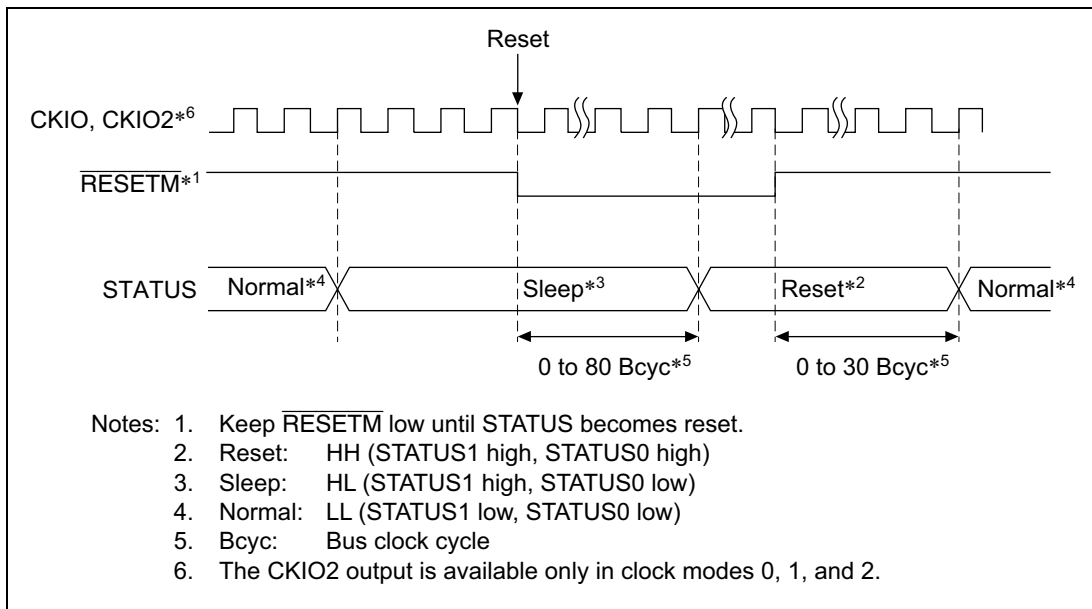 Reset
CKIO, CKIO2*6
RESETM*1
STATUS Normal*4 Sleep*3 Reset*2 Normal*4
0 to 80 Bcyc*5 0 to 30 Bcyc*5
Notes: 1. Keep RESETM low until STATUS becomes reset.
2. Reset: HH (STATUS1 high, STATUS0 high)
3. Sleep: HL (STATUS1 high, STATUS0 low)
4. Normal: LL (STATUS1 low, STATUS0 low)
5. Bcyc: Bus clock cycle
6. The CKIO2 output is available only in clock modes 0, 1, and 2.